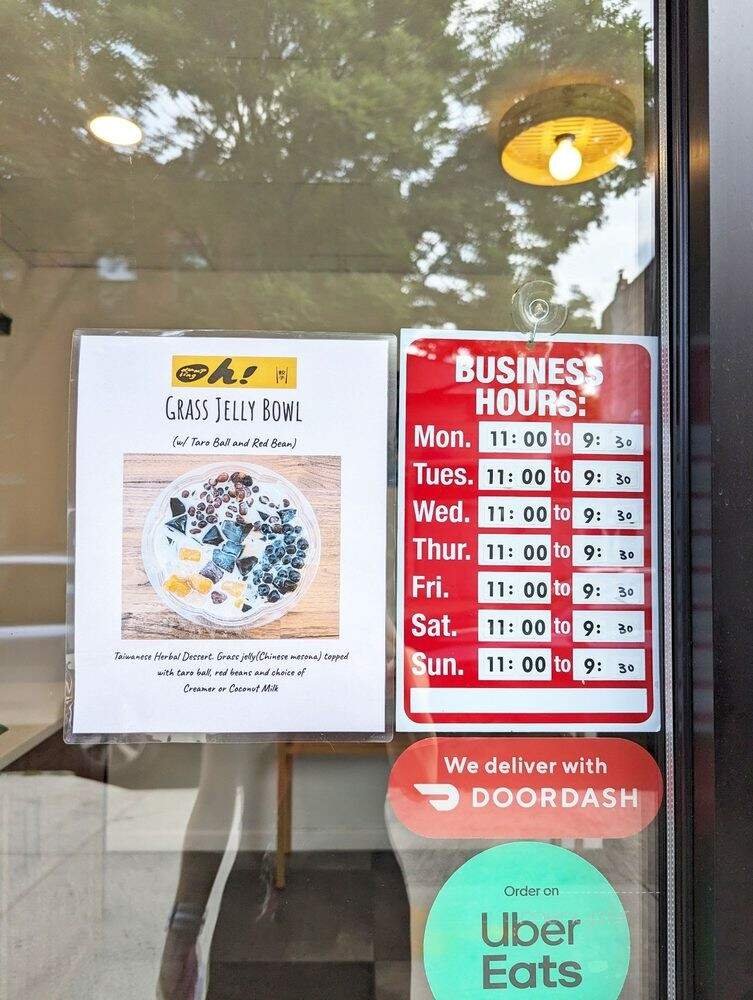 dumpling Oh!
GRASS JELLY BOWL
(w/ Taro Ball and Red Bean)
Taiwanese Herbal Dessert. Grass jelly(Chinese mesona) topped
with taro ball, red beans and choice of
Creamer or Coconut Milk
BUSINESS
HOURS:
Mon. 11:00 to 9:30
Tues. 11:00 to 9:30
Wed. 11:00 to 9:30
Thur. 11:00 to 9:30
Fri. 11:00 to 9:30
Sat. 11:00 to 9:30
Sun. 11:00 to 9:30
We deliver with
DOORDASH
Order on
Uber
Eats